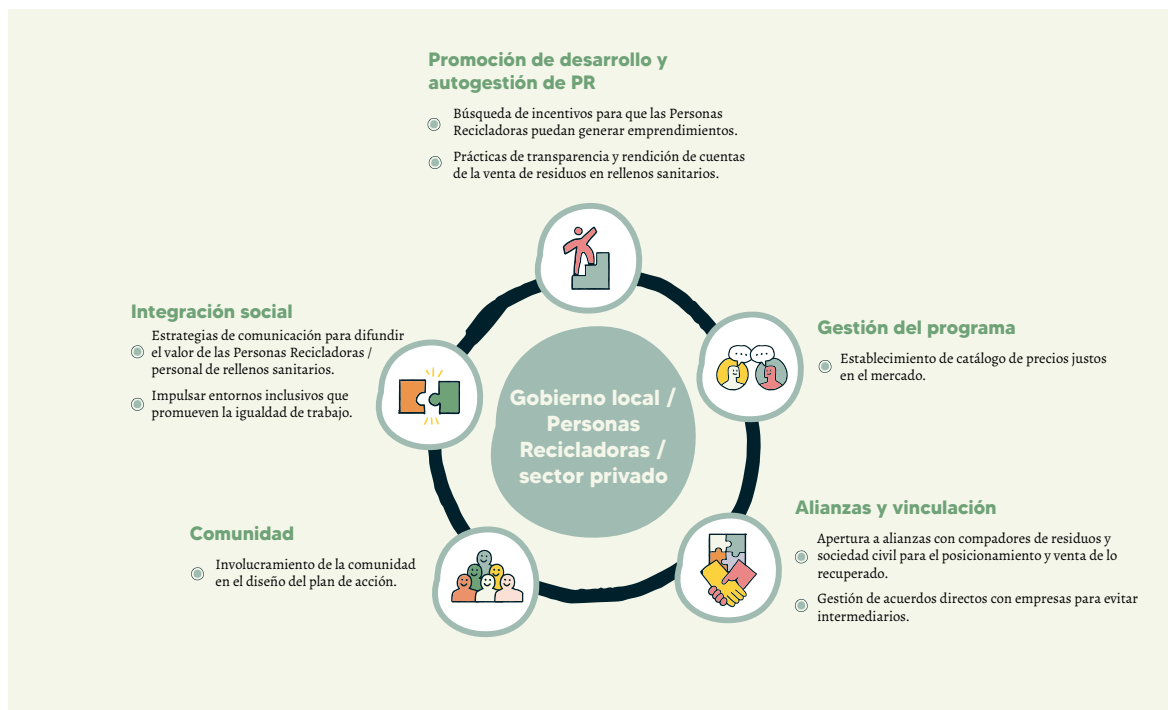 Promoción de desarrollo y
autogestión de PR
Búsqueda de incentivos para que las Personas
Recicladoras puedan generar emprendimientos.
Prácticas de transparencia y rendición de cuentas
de la venta de residuos en rellenos sanitarios.
Integración social
Estrategias de comunicación para difundir
el valor de las Personas Recicladoras /
personal de rellenos sanitarios.
Impulsar entornos inclusivos que
promueven la igualdad de trabajo.
Gestión del programa
Establecimiento de catálogo de precios justos
en el mercado.
Gobierno local /
Personas
Recicladoras /
sector privado
Comunidad
Involucramiento de la comunidad
en el diseño del plan de acción.
Alianzas y vinculación
Apertura a alianzas con compadores de residuos y
sociedad civil para el posicionamiento y venta de lo
recuperado.
Gestión de acuerdos directos con empresas para evitar
intermediarios.